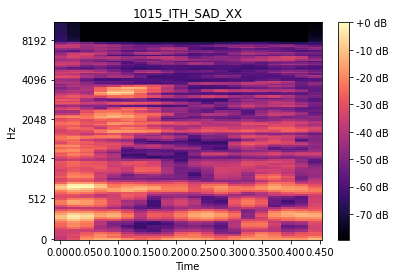 1015_ITH_SAD_XX
+0 dB
8192
-10 dB
4096
-20 dB
-30 dB
2048
-40 dB
Hz
1024
-50 dB
512
-60 dB
-70 dB
0
0.000 0.050 0.100 0.150 0.200 0.250 0.300 0.350 0.400 0.450
Time